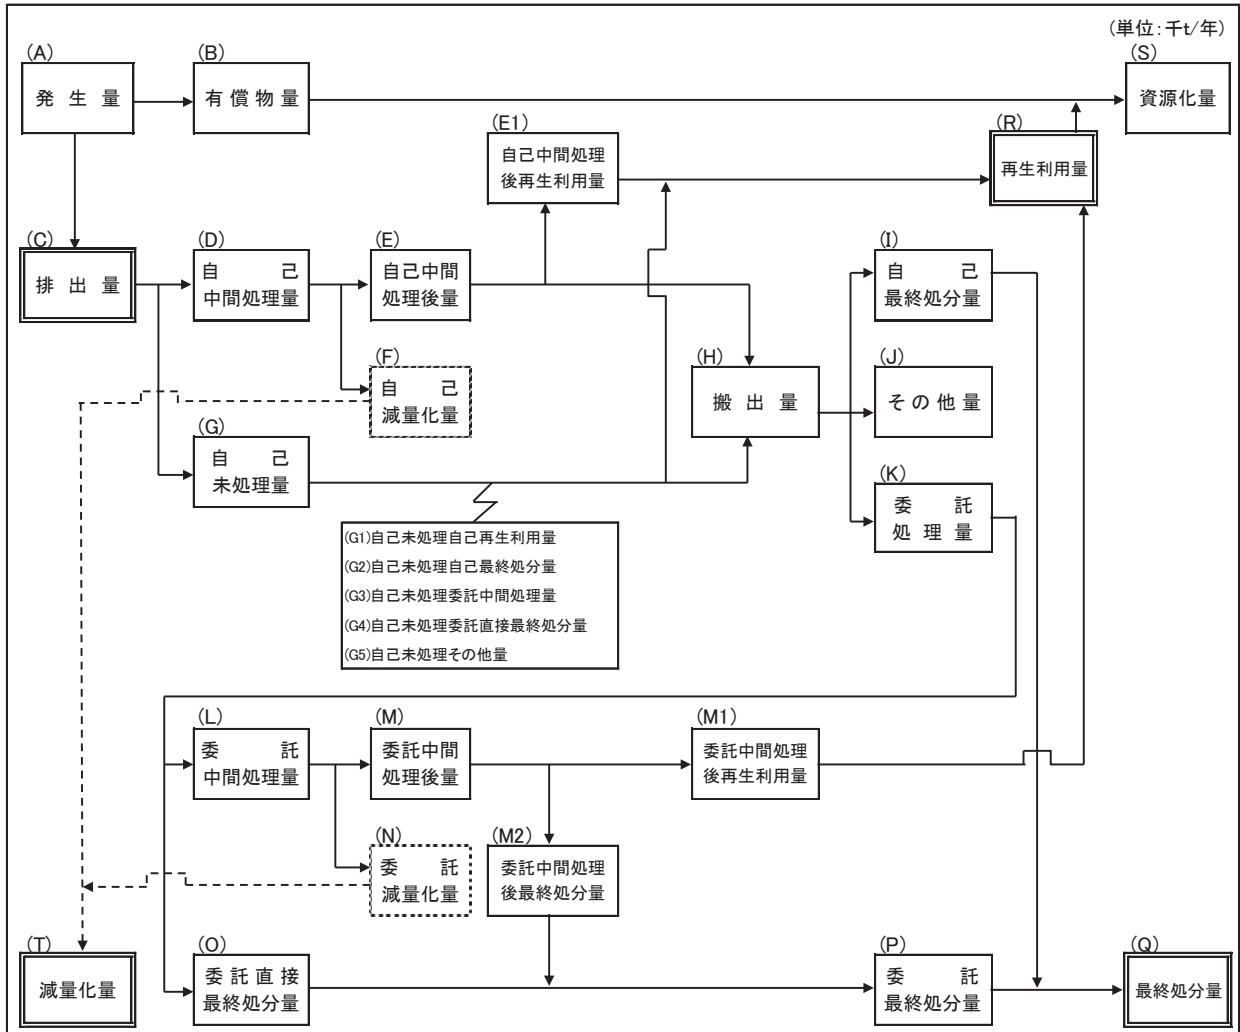 (単位:千t/年)
(A)
発生量
(B)
有償物量
(S)
資源化量
(E1)
自己中間処理
後再生利用量
(R)
再生利用量
(C)
排出量
(D)
自己
中間処理量
(E)
自己中間
処理後量
(I)
自己
最終処分量
(F)
自己
減量化量
(H)
搬出量
(J)
その他量
(G)
自己
未処理量
(K)
委託
処理量
(G1)自己未処理自己再生利用量
(G2)自己未処理自己最終処分量
(G3)自己未処理委託中間処理量
(G4)自己未処理委託直接最終処分量
(G5)自己未処理その他量
(L)
委託
中間処理量
(M)
委託中間
処理後量
(M1)
委託中間処理
後再生利用量
(N)
委託
減量化量
(M2)
委託中間処理
後最終処分量
(T)
減量化量
(O)
委託直接
最終処分量
(P)
委託
最終処分量
(Q)
最終処分量